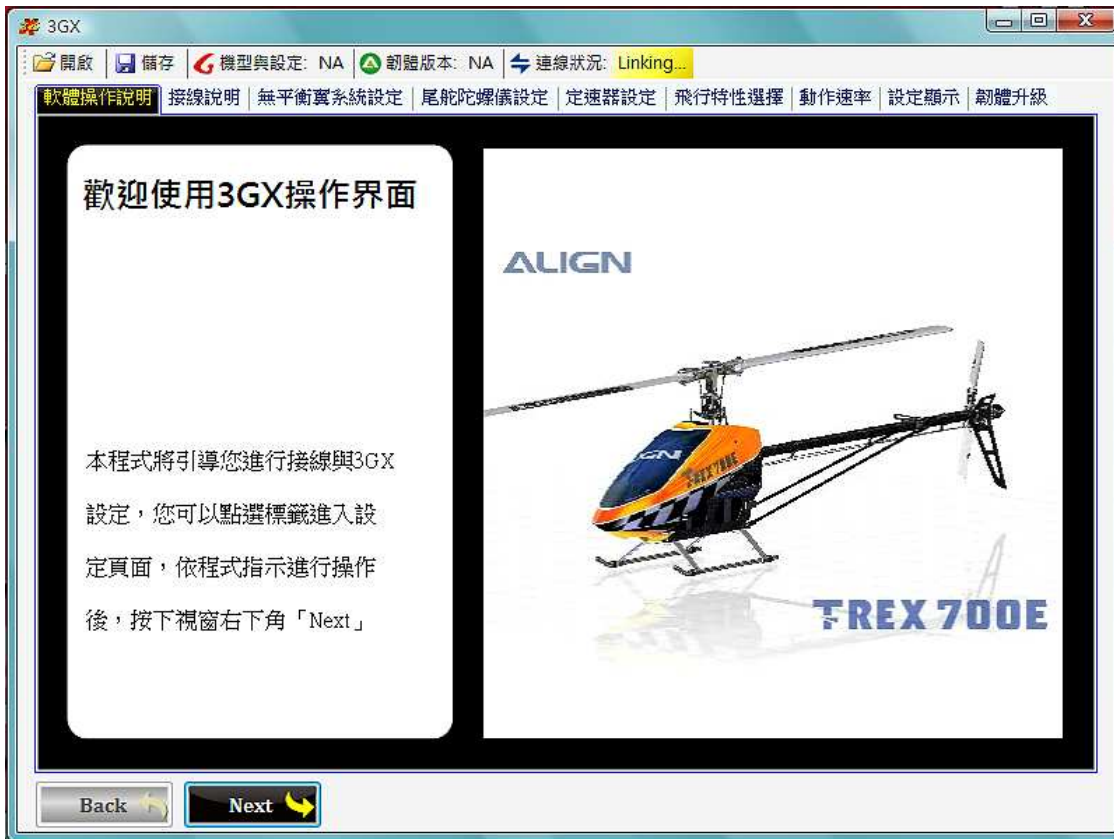 3GX
開啟 儲存 機型與設定: NA 韌體版本: NA 連線狀況: Linking...
軟體操作說明 接線說明 無平衡翼系統設定 尾舵陀螺儀設定 定速器設定 飛行特性選擇 動作速率 設定顯示 韌體升級
歡迎使用3GX操作界面
ALIGN
ALIGN
T-REX 700E
本程式將引導您進行接線與3GX
設定，您可以點選標籤進入設
定頁面，依程式指示進行操作
後，按下視窗右下角「Next」
T-REX 700E
Back Next